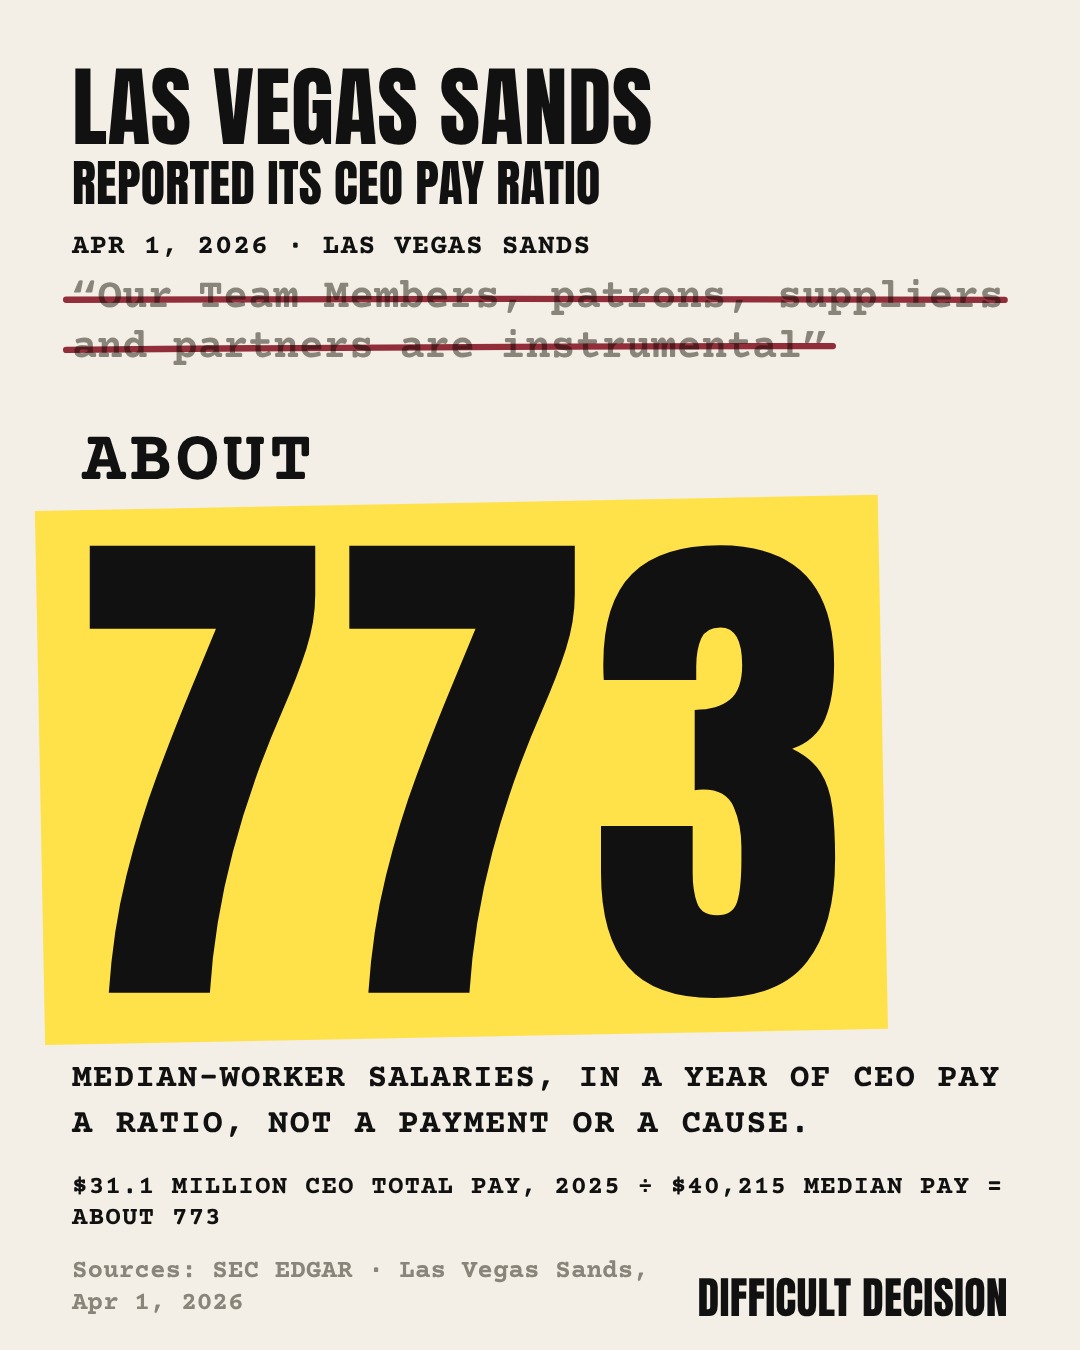 LAS VEGAS SANDS
REPORTED ITS CEO PAY RATIO
APR 1, 2026 · LAS VEGAS SANDS
“Our Team Members, patrons, suppliers
and partners are instrumental”
ABOUT
773
MEDIAN-WORKER SALARIES, IN A YEAR OF CEO PAY
A RATIO, NOT A PAYMENT OR A CAUSE.
$31.1 MILLION CEO TOTAL PAY, 2025 ÷ $40,215 MEDIAN PAY =
ABOUT 773
Sources: SEC EDGAR · Las Vegas Sands,
Apr 1, 2026
DIFFICULT DECISION